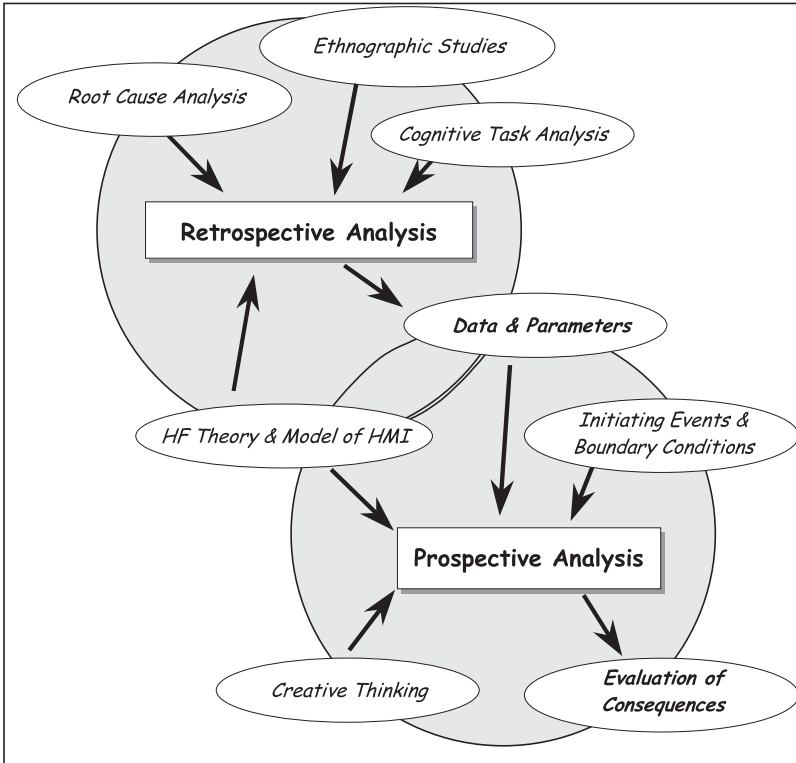 Ethnographic Studies
Root Cause Analysis
Cognitive Task Analysis
Retrospective Analysis
Data & Parameters
HF Theory & Model of HMI
Initiating Events &
Boundary Conditions
Prospective Analysis
Creative Thinking
Evaluation of
Consequences